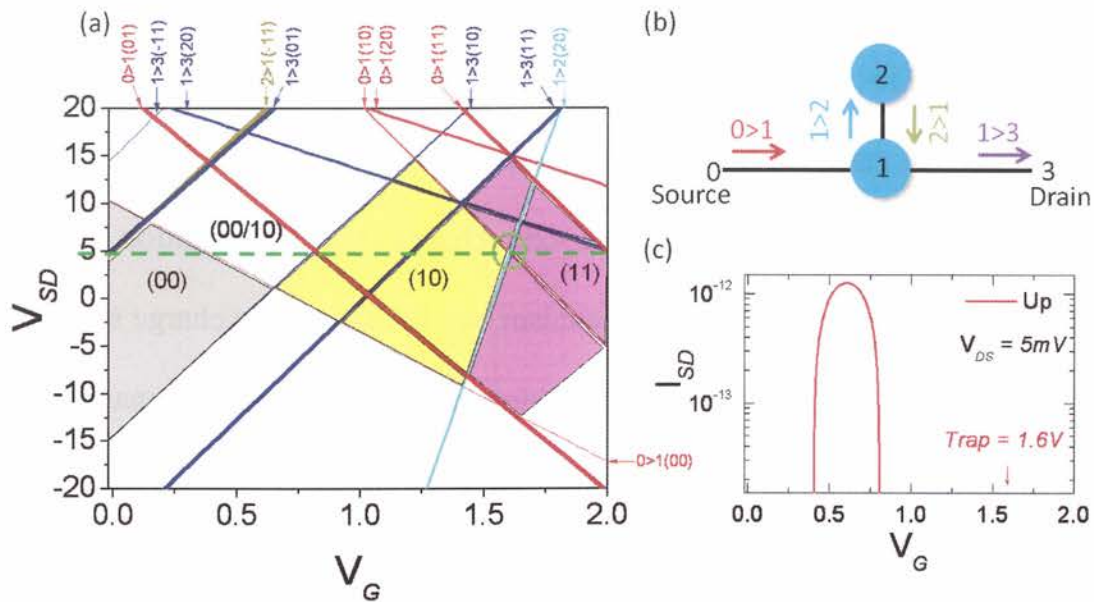 (a)
0>1(01)
1>3(-11)
1>3(20)
2>1(-11)
1>3(01)
0>1(10)
0>1(20)
0>1(11)
1>3(10)
1>3(11)
1>2(20)
20
15
10
5
0
-5
-10
-15
-20
V_SD
(00)
(00/10)
(10)
(11)
0>1(00)
0.0 0.5 1.0 1.5 2.0
V_G
(b)
2
1>2
2>1
0>1
1>3
0
1
3
Source
Drain
(c)
10⁻¹²
10⁻¹³
I_SD
Up
V_DS = 5mV
Trap = 1.6V
0.0 0.5 1.0 1.5 2.0
V_G